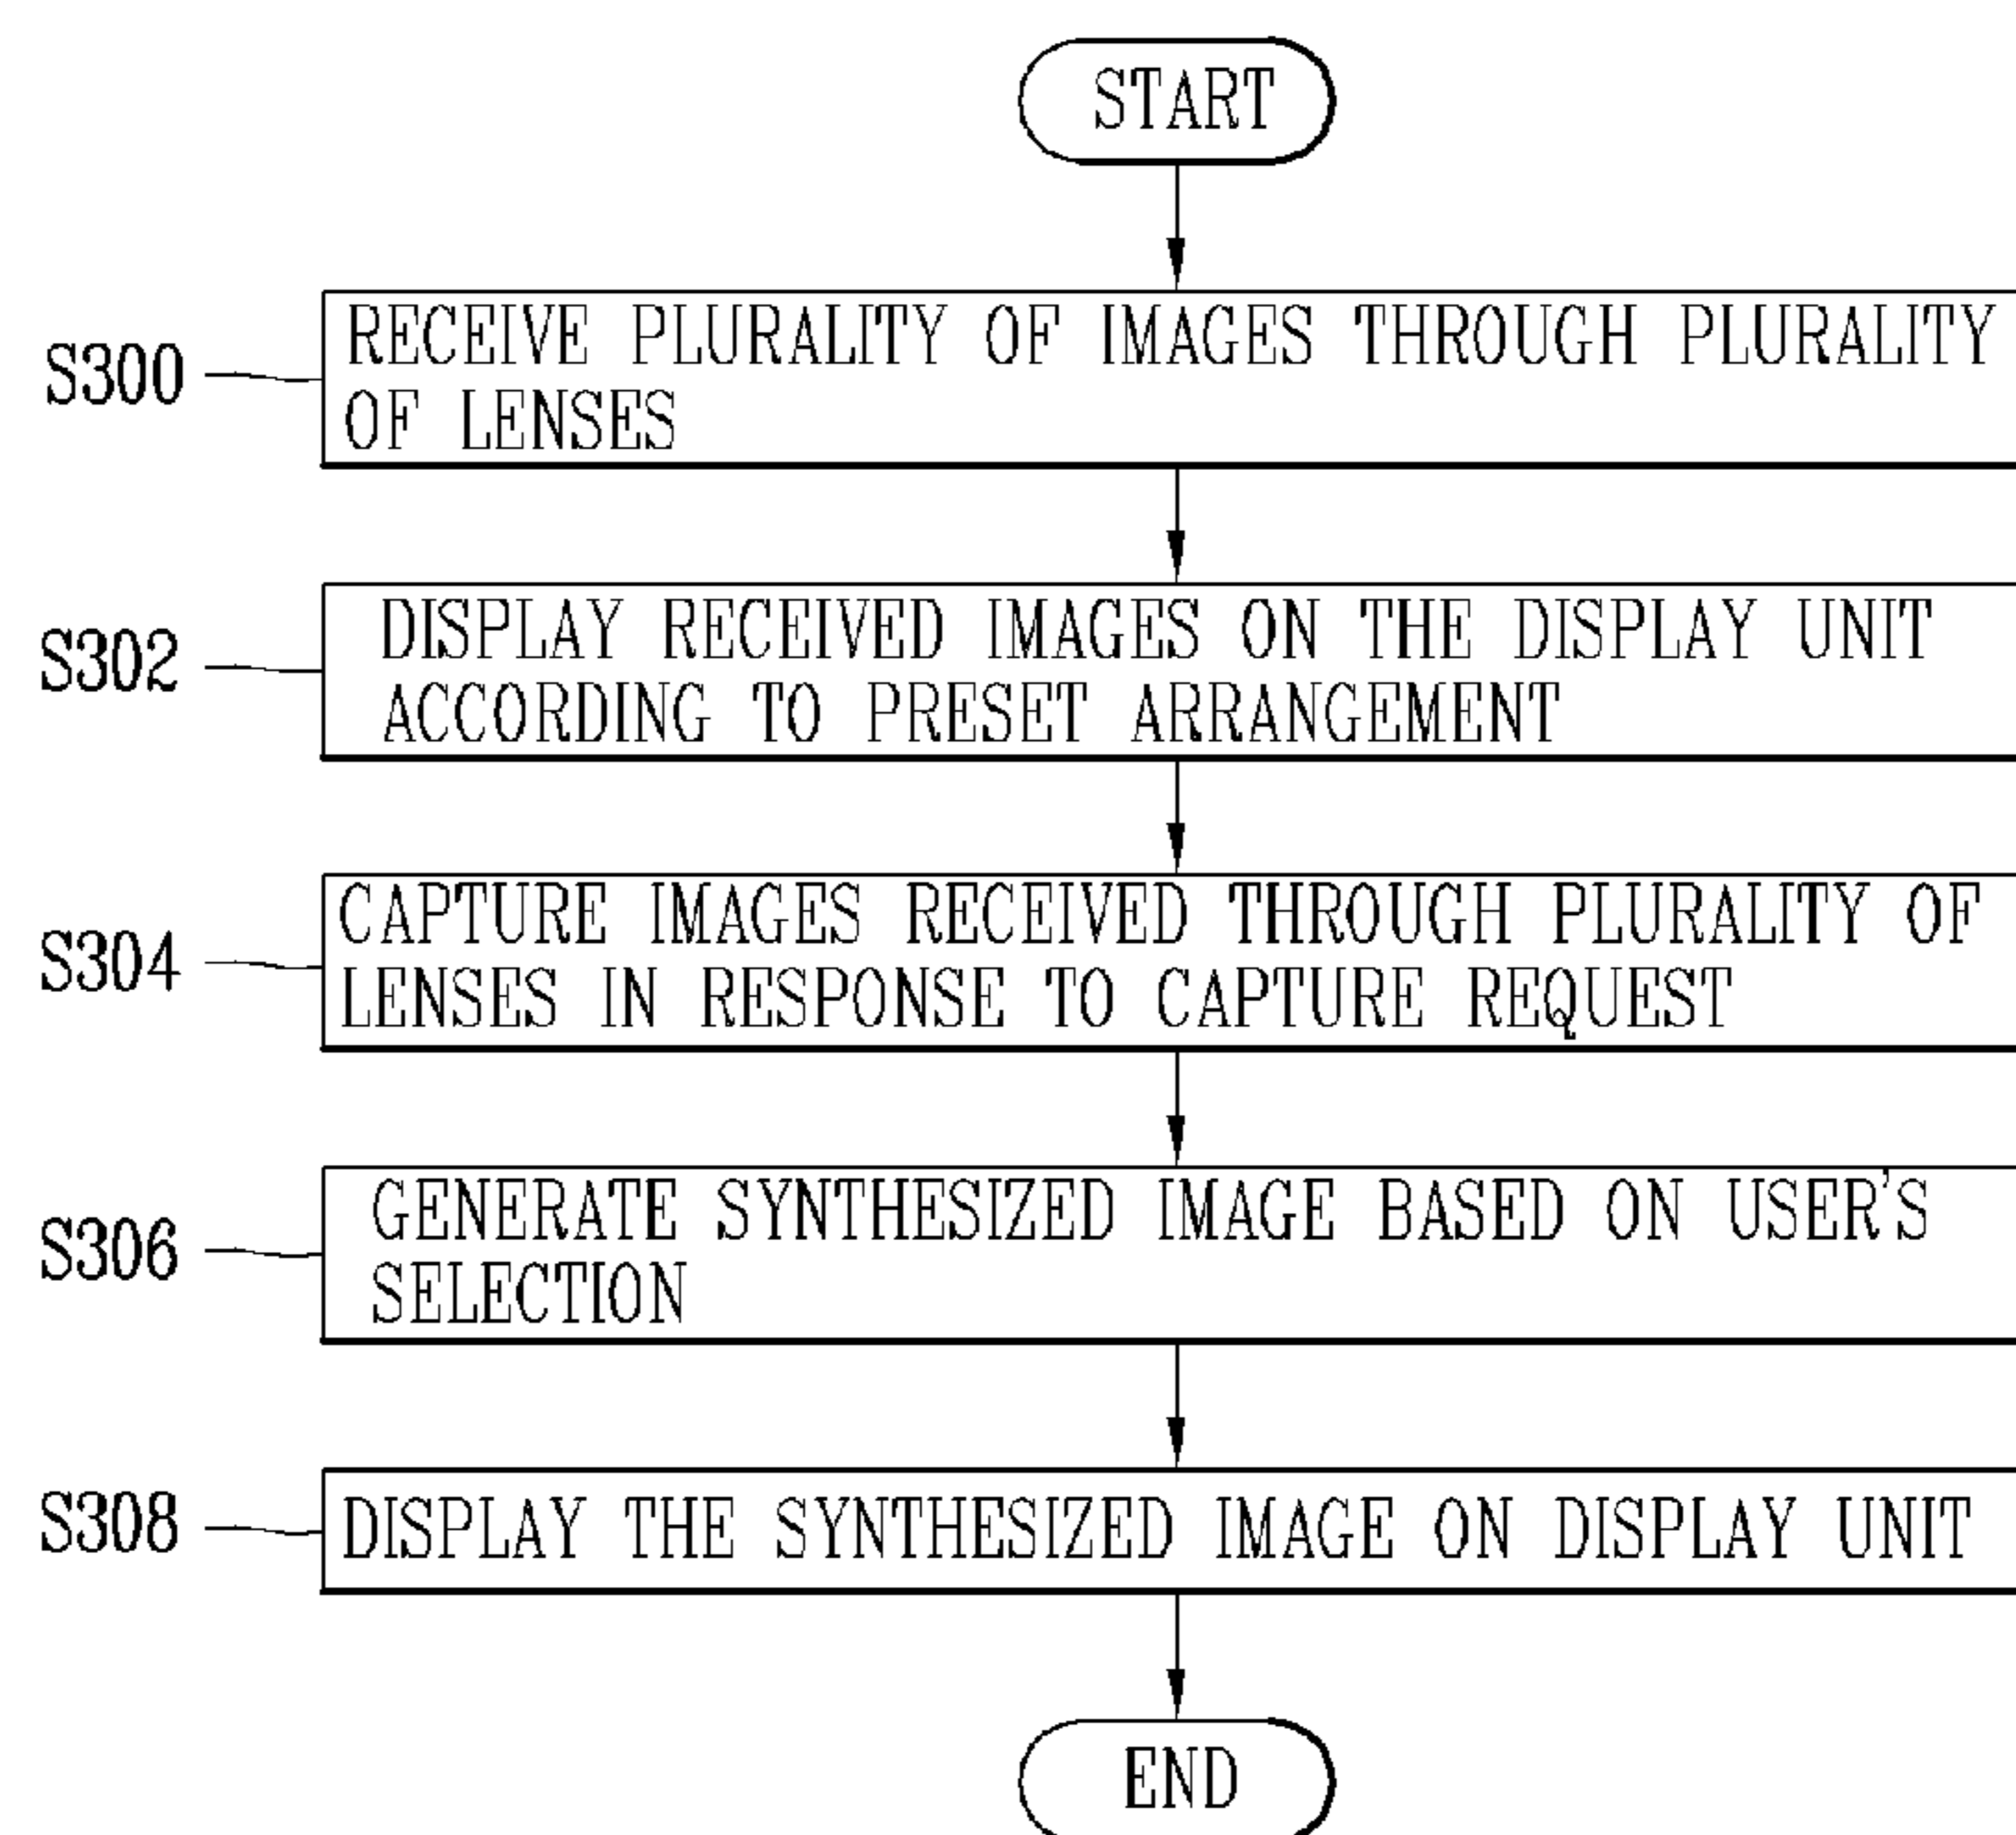 START
S300
RECEIVE PLURALITY OF IMAGES THROUGH PLURALITY
OF LENSES
S302
DISPLAY RECEIVED IMAGES ON THE DISPLAY UNIT
ACCORDING TO PRESET ARRANGEMENT
S304
CAPTURE IMAGES RECEIVED THROUGH PLURALITY OF
LENSES IN RESPONSE TO CAPTURE REQUEST
S306
GENERATE SYNTHESIZED IMAGE BASED ON USER'S
SELECTION
S308
DISPLAY THE SYNTHESIZED IMAGE ON DISPLAY UNIT
END